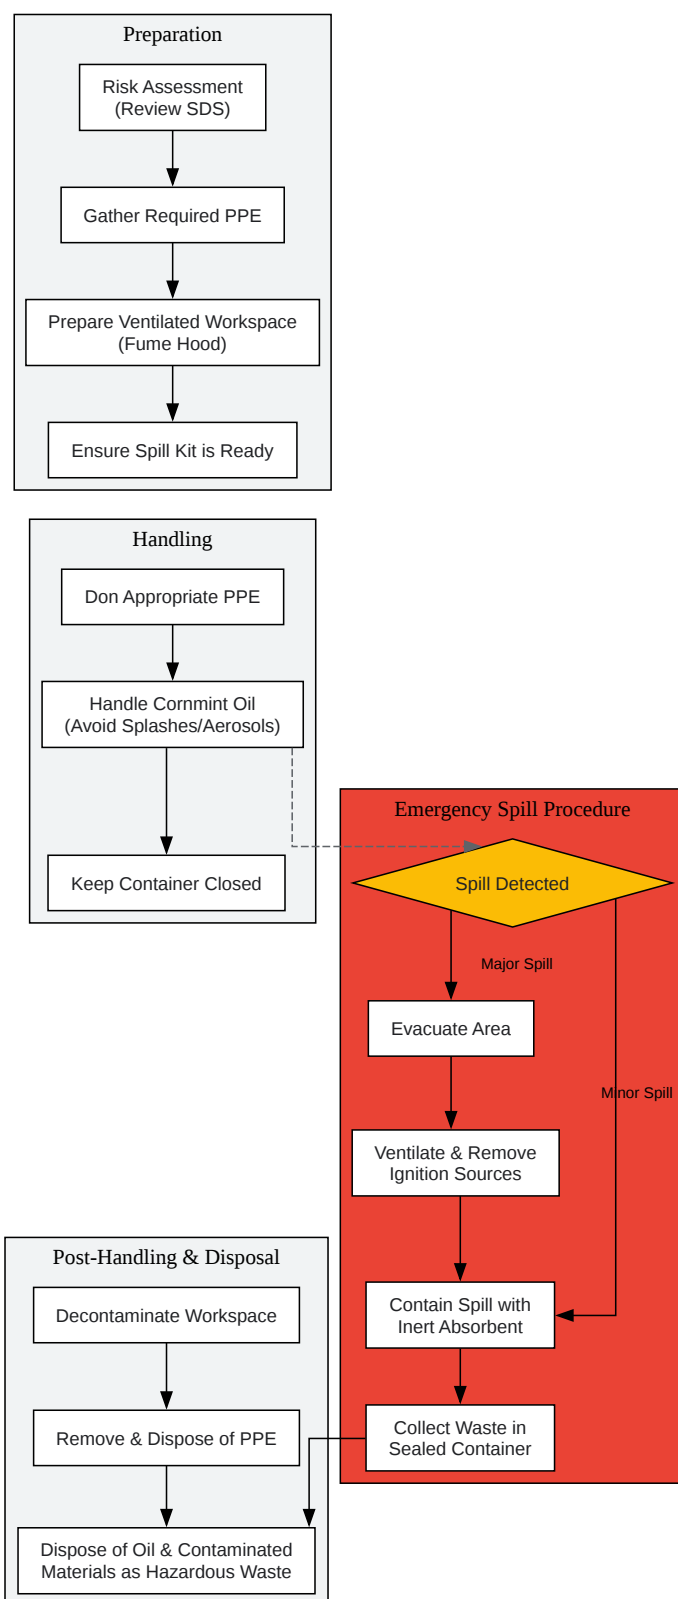 Preparation
Risk Assessment
(Review SDS)
Gather Required PPE
Prepare Ventilated Workspace
(Fume Hood)
Ensure Spill Kit is Ready
Handling
Don Appropriate PPE
Handle Cornmint Oil
(Avoid Splashes/Aerosols)
Keep Container Closed
Emergency Spill Procedure
Spill Detected
Major Spill
Evacuate Area
Minor Spill
Ventilate & Remove
Ignition Sources
Contain Spill with
Inert Absorbent
Collect Waste in
Sealed Container
Post-Handling & Disposal
Decontaminate Workspace
Remove & Dispose of PPE
Dispose of Oil & Contaminated
Materials as Hazardous Waste